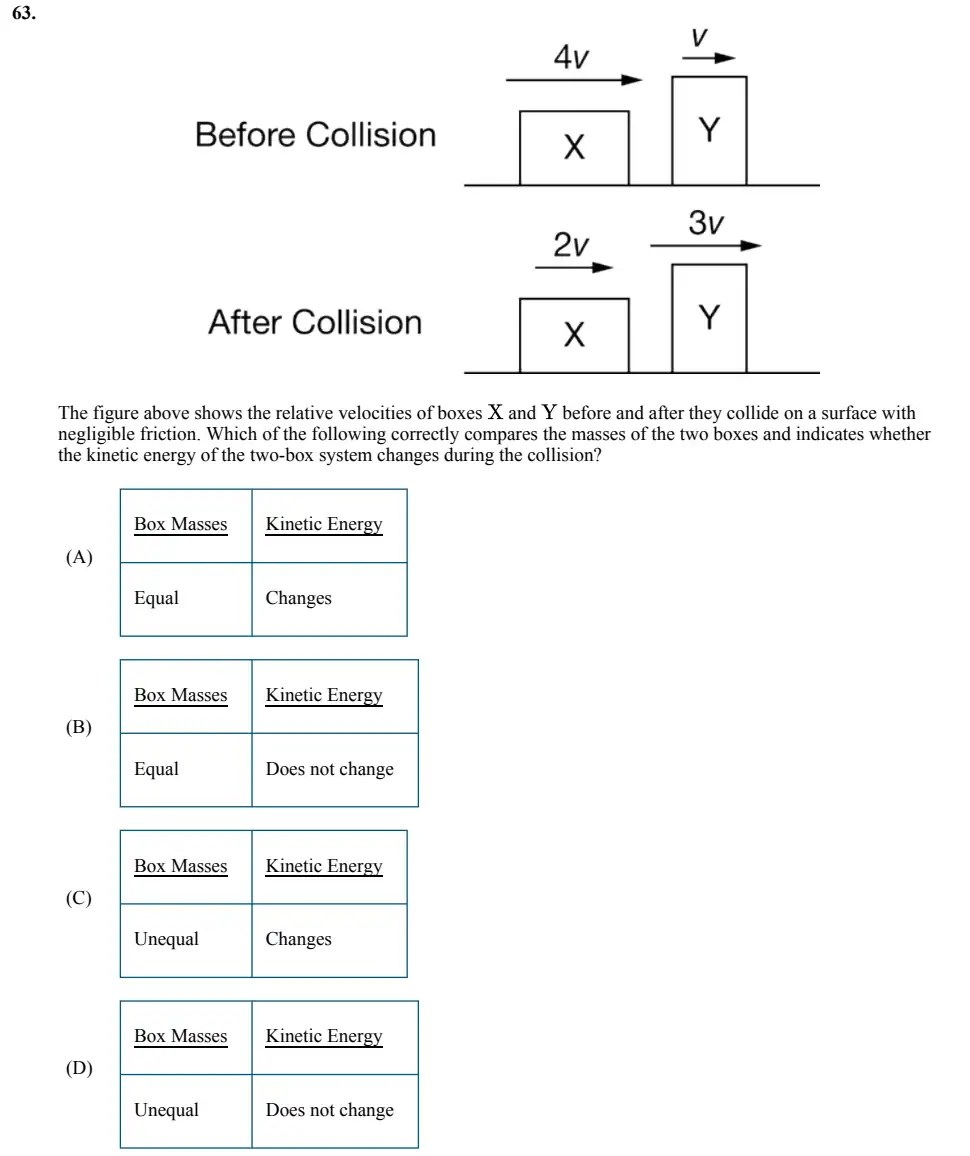 63.
4v
v
Before Collision
X
Y
2v
3v
After Collision
X
Y
The figure above shows the relative velocities of boxes X and Y before and after they collide on a surface with
negligible friction. Which of the following correctly compares the masses of the two boxes and indicates whether
the kinetic energy of the two-box system changes during the collision?
(A)
Box Masses Kinetic Energy
Equal Changes
(B)
Box Masses Kinetic Energy
Equal Does not change
(C)
Box Masses Kinetic Energy
Unequal Changes
(D)
Box Masses Kinetic Energy
Unequal Does not change